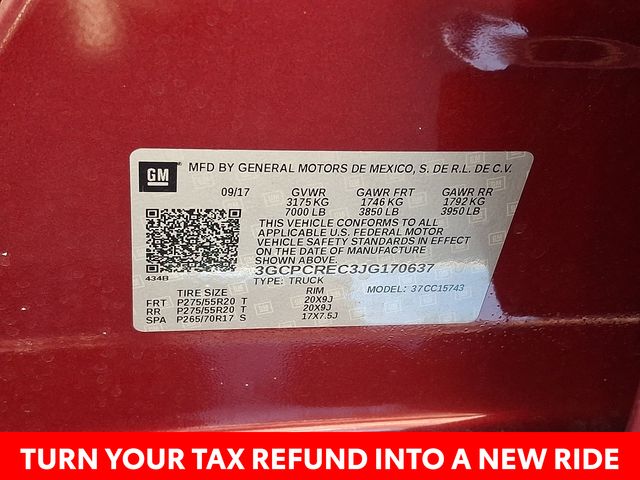 GM
MFD BY GENERAL MOTORS DE MEXICO, S. DE R.L. DE C.V.
09/17 GVWR GAWR FRT GAWR RR
3175 KG 1746 KG 1792 KG
7000 LB 3850 LB 3950 LB
THIS VEHICLE CONFORMS TO ALL
APPLICABLE U.S. FEDERAL MOTOR
VEHICLE SAFETY STANDARDS IN EFFECT
ON THE DATE OF MANUFACTURE
SHOWN ABOVE.
3GCPCREC3JG170637
434B TYPE: TRUCK MODEL: 37CC15743
TIRE SIZE RIM
FRT P275/55R20 T 20X9J
RR P275/55R20 T 20X9J
SPA P265/70R17 S 17X7.5J
TURN YOUR TAX REFUND INTO A NEW RIDE